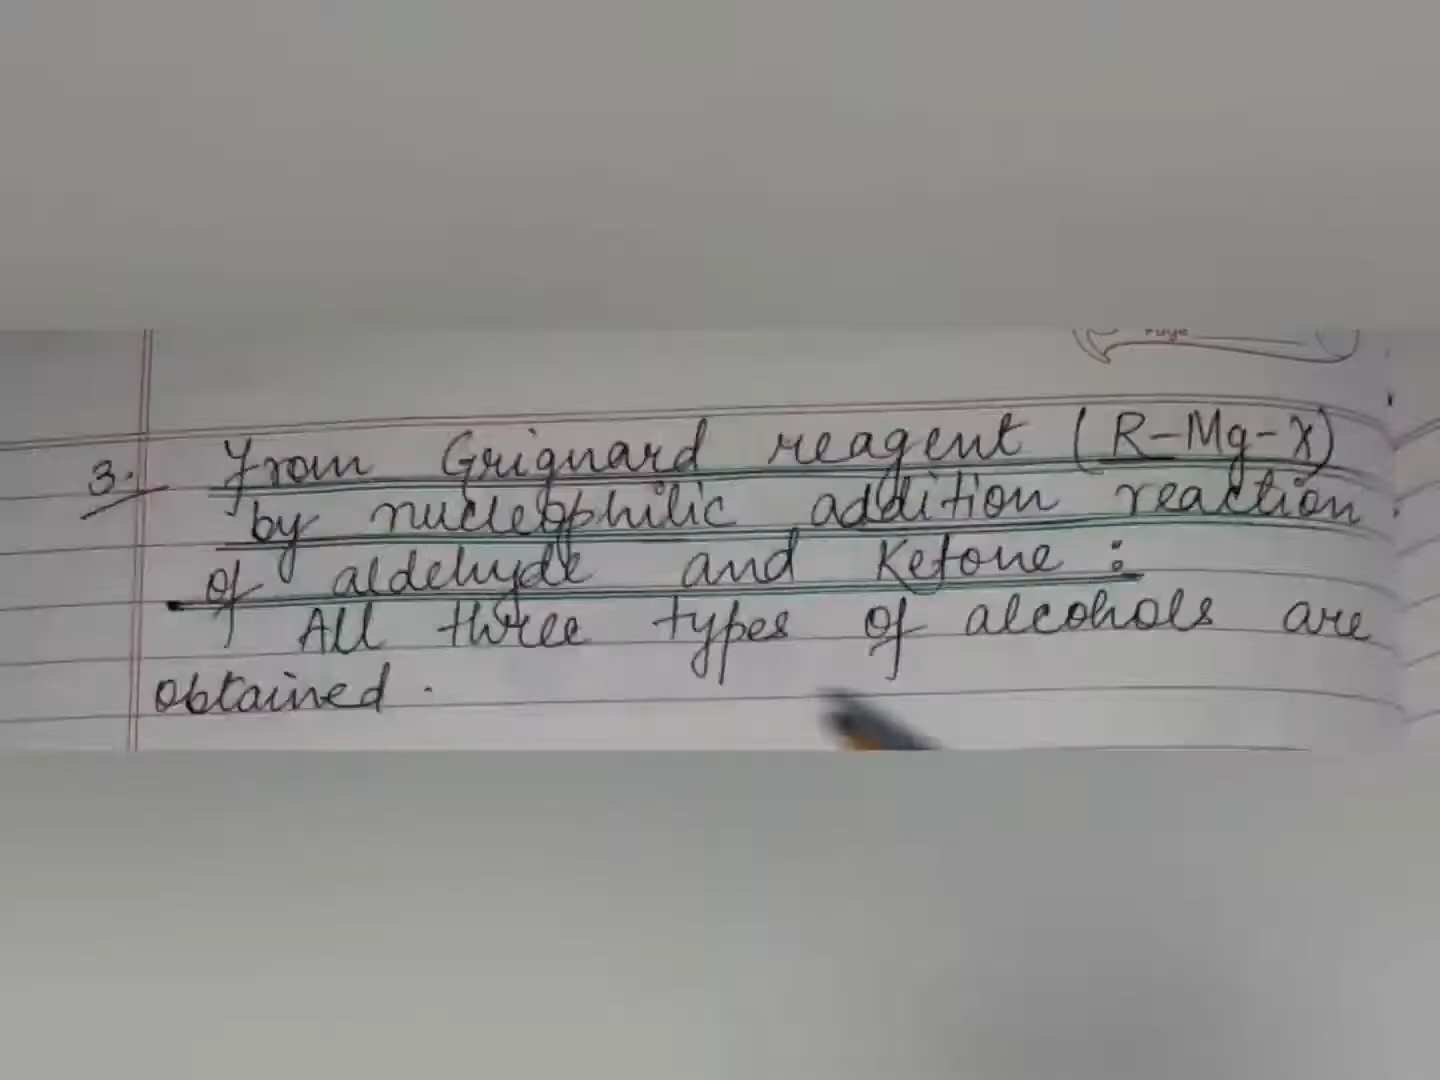 Page
3. From Grignard reagent (R-Mg-X)
by nucleophilic addition reaction
of aldehyde and Ketone :
All three types of alcohols are
obtained.